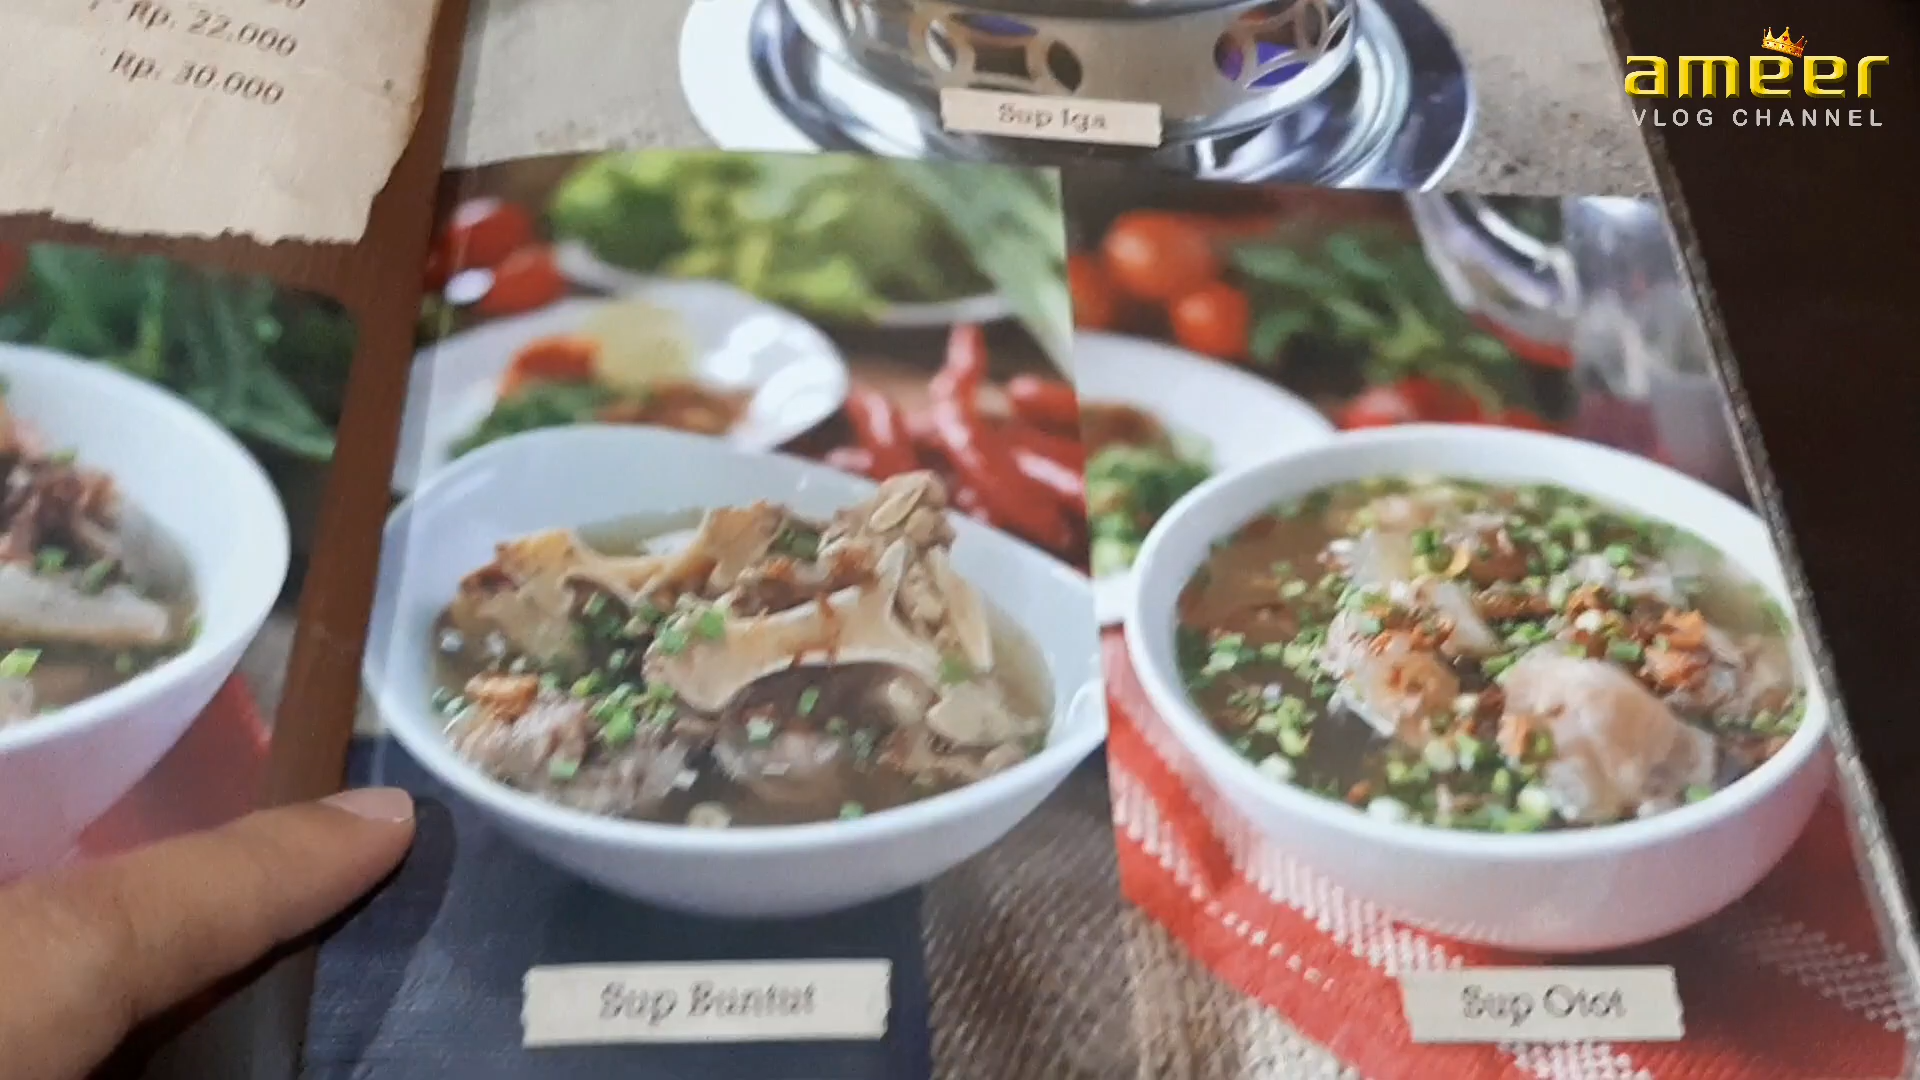 Rp. 22.000
Rp. 30.000
ameer
VLOG CHANNEL
Sup Iga
Sup Buntut
Sup Otot